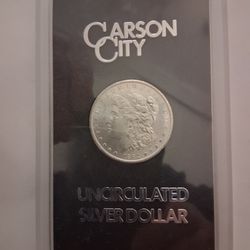 CARSON
CITY
UNCIRCULATED
SILVER DOLLAR